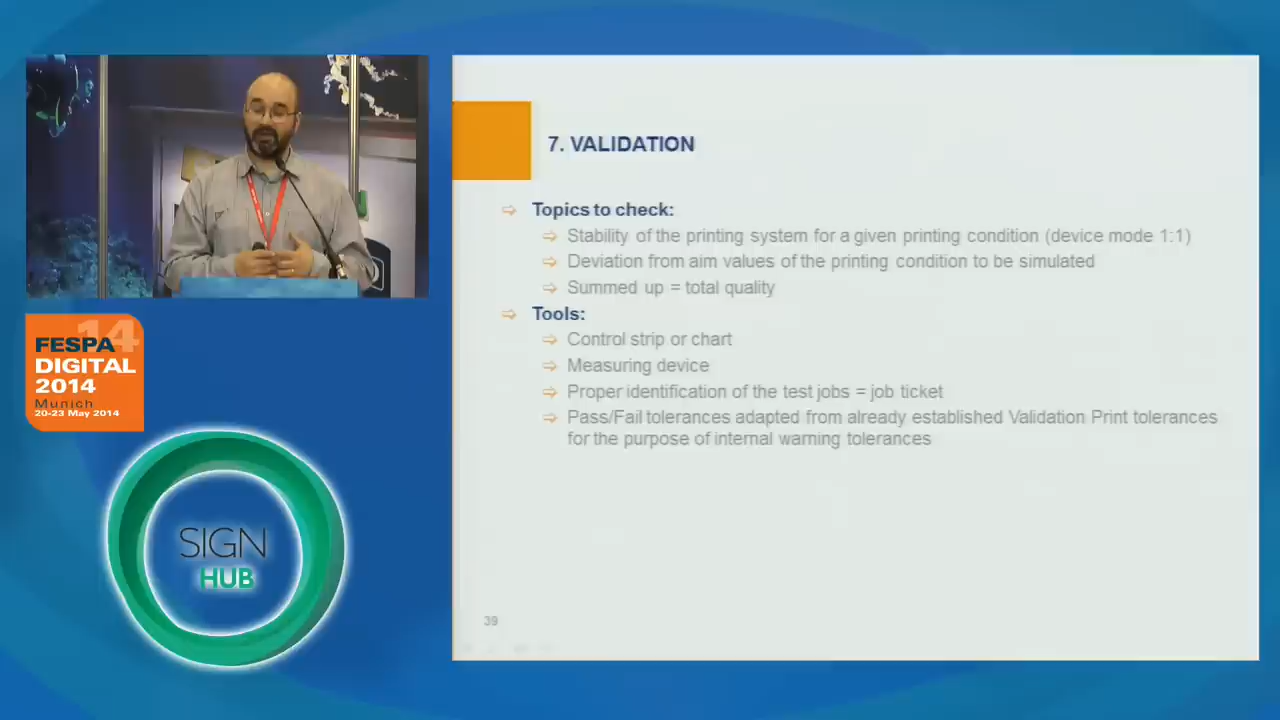 7. VALIDATION
Topics to check:
Stability of the printing system for a given printing condition (device mode 1:1)
Deviation from aim values of the printing condition to be simulated
Summed up = total quality
Tools:
Control strip or chart
Measuring device
Proper identification of the test jobs = job ticket
Pass/Fail tolerances adapted from already established Validation Print tolerances
for the purpose of internal warning tolerances
39
14
FESPA
DIGITAL
2014
Munich
20-23 May 2014
SIGN
HUB